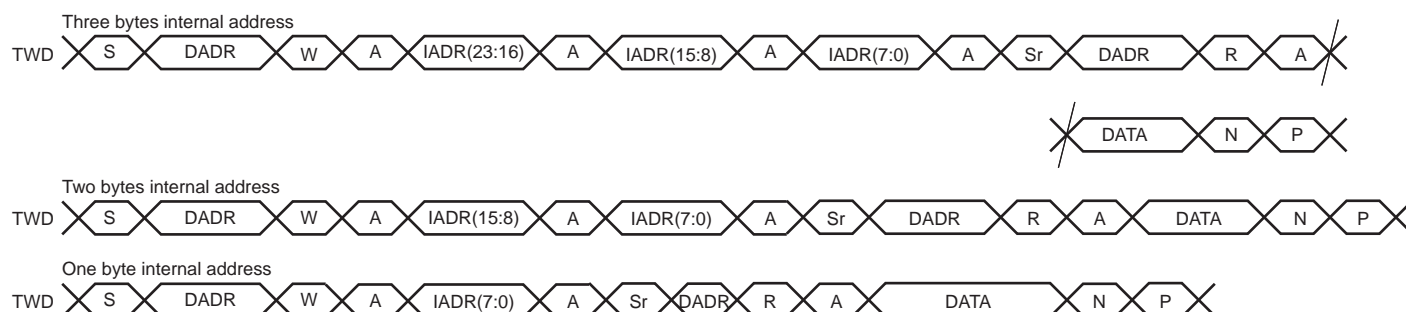 Three bytes internal address
TWD S DADR W A IADR(23:16) A IADR(15:8) A IADR(7:0) A Sr DADR R A
DATA N P
Two bytes internal address
TWD S DADR W A IADR(15:8) A IADR(7:0) A Sr DADR R A DATA N P
One byte internal address
TWD S DADR W A IADR(7:0) A Sr DADR R A DATA N P